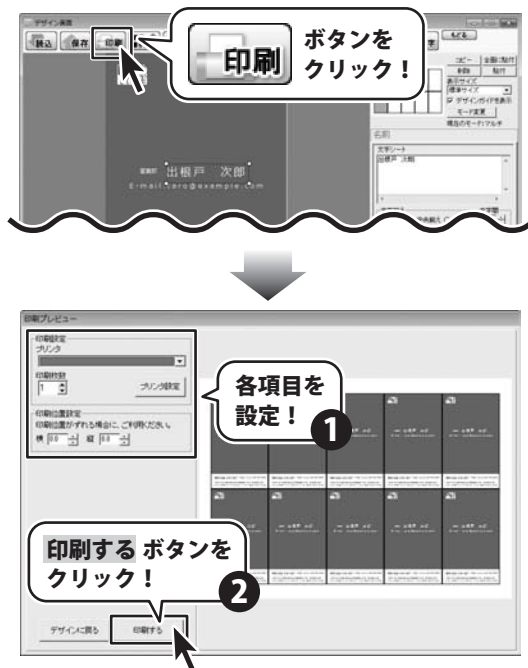 デザイン画面
読込
保存
印刷
印刷
ボタンを
クリック！
もどる
コピー
全面に貼付
削除
貼付
表示サイズ
標準サイズ
デザインガイドを表示
モード変更
現在のモード:マルチ
名前
文字シート
出根戸 次郎
出根戸 次郎
印刷プレビュー
印刷設定
プリンタ
印刷枚数
1
プリンタ設定
印刷位置設定
印刷位置がずれる場合に、ご利用ください。
横 0.0 縦 0.0
各項目を
設定！
1
印刷する ボタンを
クリック！
2
デザインに戻る
印刷する